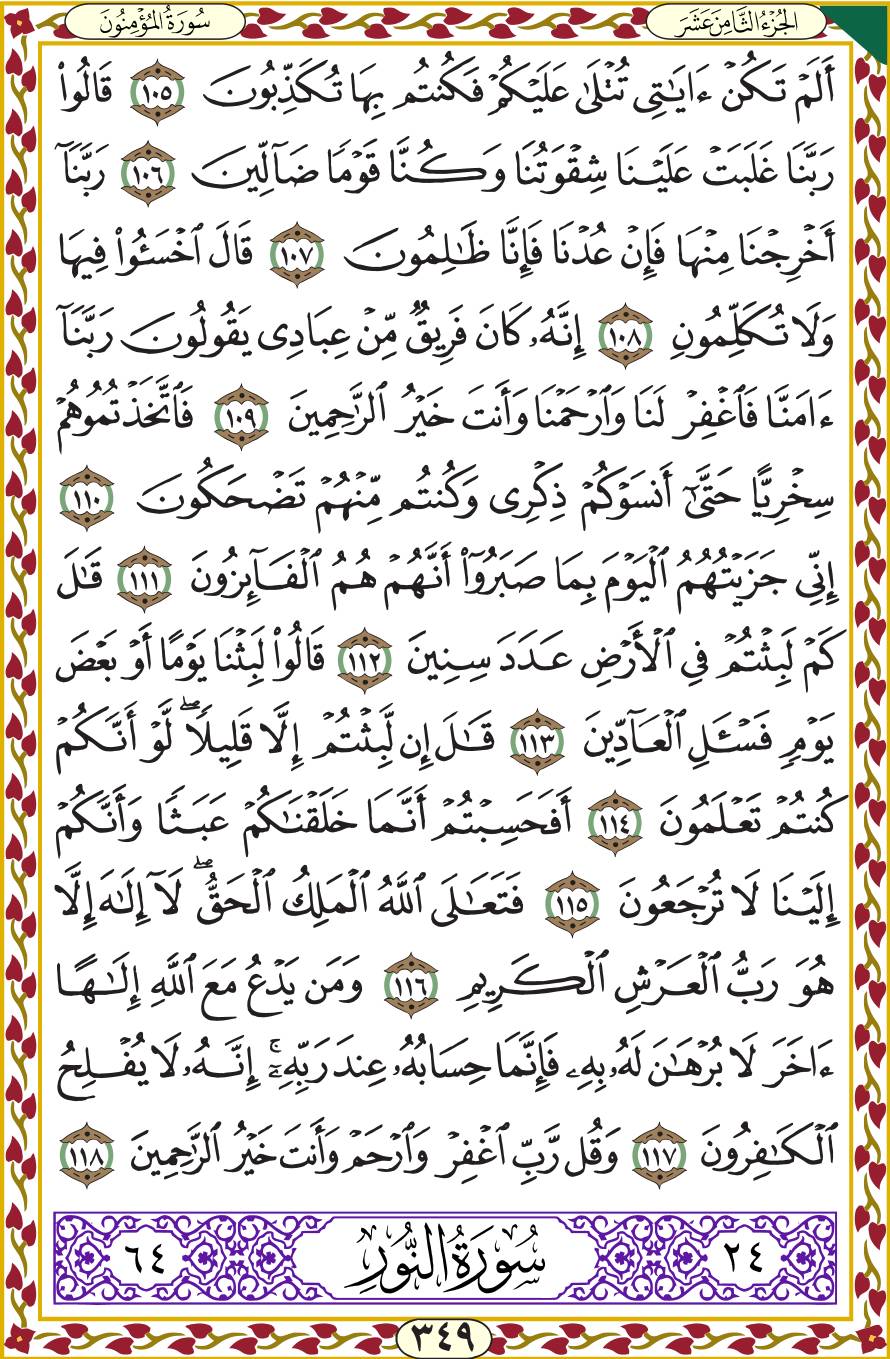 الجُزْءُ الثَّامِنَ عَشَرَ
سُورَةُ المُؤْمِنُونَ
أَلَمْ تَكُنْ ءَايَٰتِى تُتْلَىٰ عَلَيْكُمْ فَكُنتُم بِهَا تُكَذِّبُونَ ١٠٥ قَالُوا۟
رَبَّنَا غَلَبَتْ عَلَيْنَا شِقْوَتُنَا وَكُنَّا قَوْمًا ضَآلِّينَ ١٠٦ رَبَّنَآ
أَخْرِجْنَا مِنْهَا فَإِنْ عُدْنَا فَإِنَّا ظَٰلِمُونَ ١٠٧ قَالَ ٱخْسَـُٔوا۟ فِيهَا
وَلَا تُكَلِّمُونِ ١٠٨ إِنَّهُۥ كَانَ فَرِيقٌ مِّنْ عِبَادِى يَقُولُونَ رَبَّنَآ
ءَامَنَّا فَٱغْفِرْ لَنَا وَٱرْحَمْنَا وَأَنتَ خَيْرُ ٱلرَّٰحِمِينَ ١٠٩ فَٱتَّخَذْتُمُوهُمْ
سِخْرِيًّا حَتَّىٰٓ أَنسَوْكُمْ ذِكْرِى وَكُنتُم مِّنْهُمْ تَضْحَكُونَ ١١٠
إِنِّى جَزَيْتُهُمُ ٱلْيَوْمَ بِمَا صَبَرُوٓا۟ أَنَّهُمْ هُمُ ٱلْفَآئِزُونَ ١١١ قَٰلَ
كَمْ لَبِثْتُمْ فِى ٱلْأَرْضِ عَدَدَ سِنِينَ ١١٢ قَالُوا۟ لَبِثْنَا يَوْمًا أَوْ بَعْضَ
يَوْمٍ فَسْـَٔلِ ٱلْعَآدِّينَ ١١٣ قَٰلَ إِن لَّبِثْتُمْ إِلَّا قَلِيلًا ۖ لَّوْ أَنَّكُمْ
كُنتُمْ تَعْلَمُونَ ١١٤ أَفَحَسِبْتُمْ أَنَّمَا خَلَقْنَٰكُمْ عَبَثًا وَأَنَّكُمْ
إِلَيْنَا لَا تُرْجَعُونَ ١١٥ فَتَعَٰلَى ٱللَّهُ ٱلْمَلِكُ ٱلْحَقُّ ۖ لَآ إِلَٰهَ إِلَّا
هُوَ رَبُّ ٱلْعَرْشِ ٱلْكَرِيمِ ١١٦ وَمَن يَدْعُ مَعَ ٱللَّهِ إِلَٰهًا
ءَاخَرَ لَا بُرْهَٰنَ لَهُۥ بِهِۦ فَإِنَّمَا حِسَابُهُۥ عِندَ رَبِّهِۦٓ ۚ إِنَّهُۥ لَا يُفْلِحُ
ٱلْكَٰفِرُونَ ١١٧ وَقُل رَّبِّ ٱغْفِرْ وَٱرْحَمْ وَأَنتَ خَيْرُ ٱلرَّٰحِمِينَ ١١٨
٢٤ سُورَةُ النُّورِ ٦٤
٣٤٩